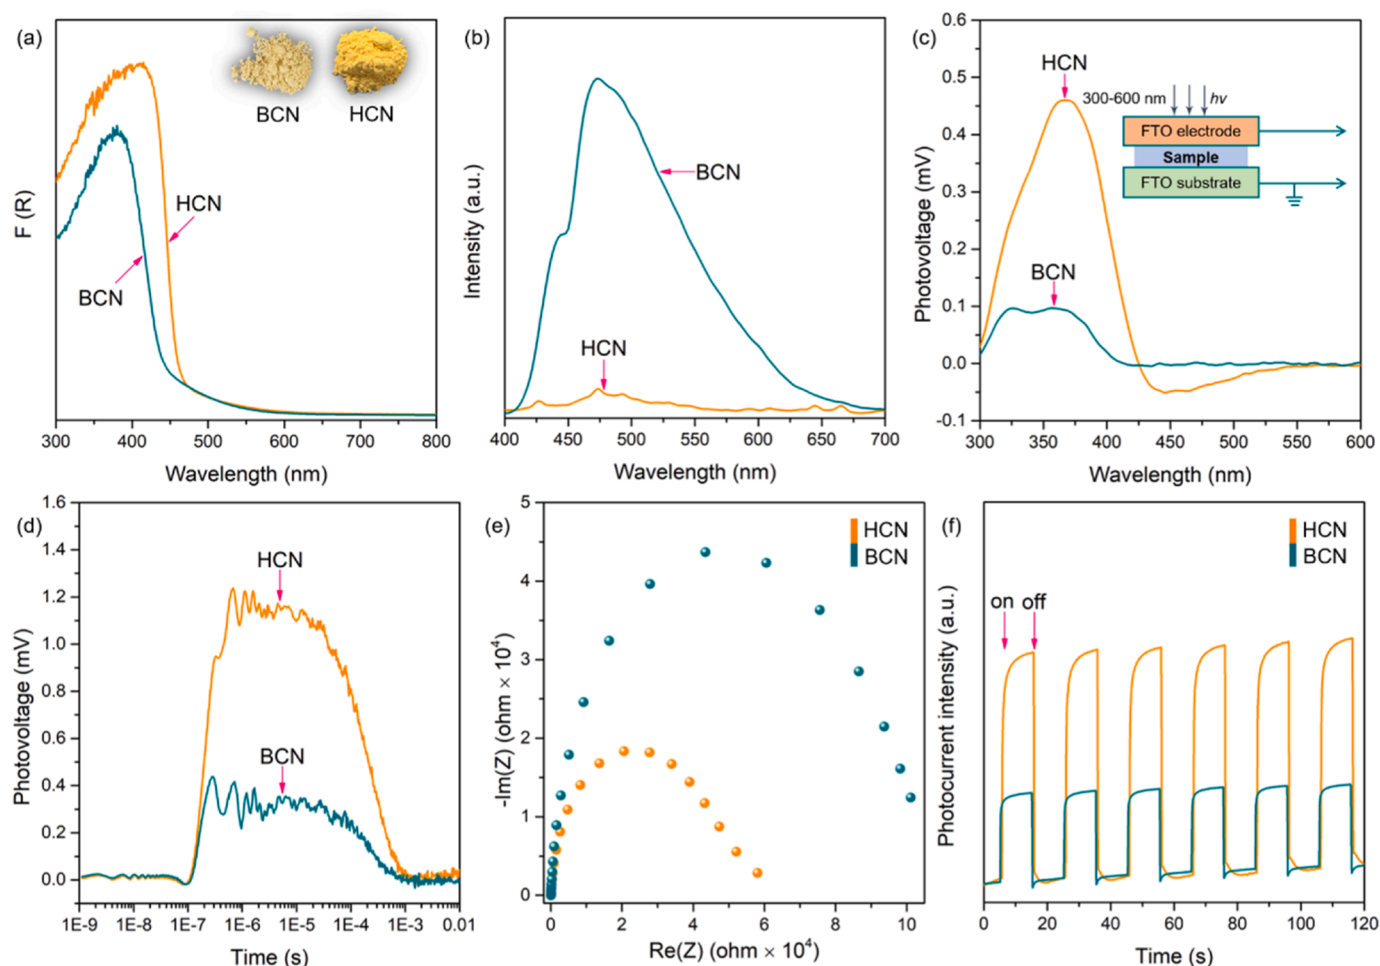 (a)
BCN
HCN
HCN
BCN
F (R)
300
400
500
600
700
800
Wavelength (nm)
(b)
BCN
HCN
Intensity (a.u.)
400
450
500
550
600
650
700
Wavelength (nm)
(c)
HCN
300-600 nm
hv
FTO electrode
Sample
FTO substrate
BCN
Photovoltage (mV)
0.6
0.5
0.4
0.3
0.2
0.1
0.0
-0.1
300
350
400
450
500
550
600
Wavelength (nm)
(d)
HCN
BCN
Photovoltage (mV)
1.6
1.4
1.2
1.0
0.8
0.6
0.4
0.2
0.0
1E-9
1E-8
1E-7
1E-6
1E-5
1E-4
1E-3
0.01
Time (s)
(e)
HCN
BCN
-Im(Z) (ohm × 10⁴)
5
4
3
2
1
0
0
2
4
6
8
10
Re(Z) (ohm × 10⁴)
(f)
HCN
BCN
on
off
Photocurrent intensity (a.u.)
0
20
40
60
80
100
120
Time (s)